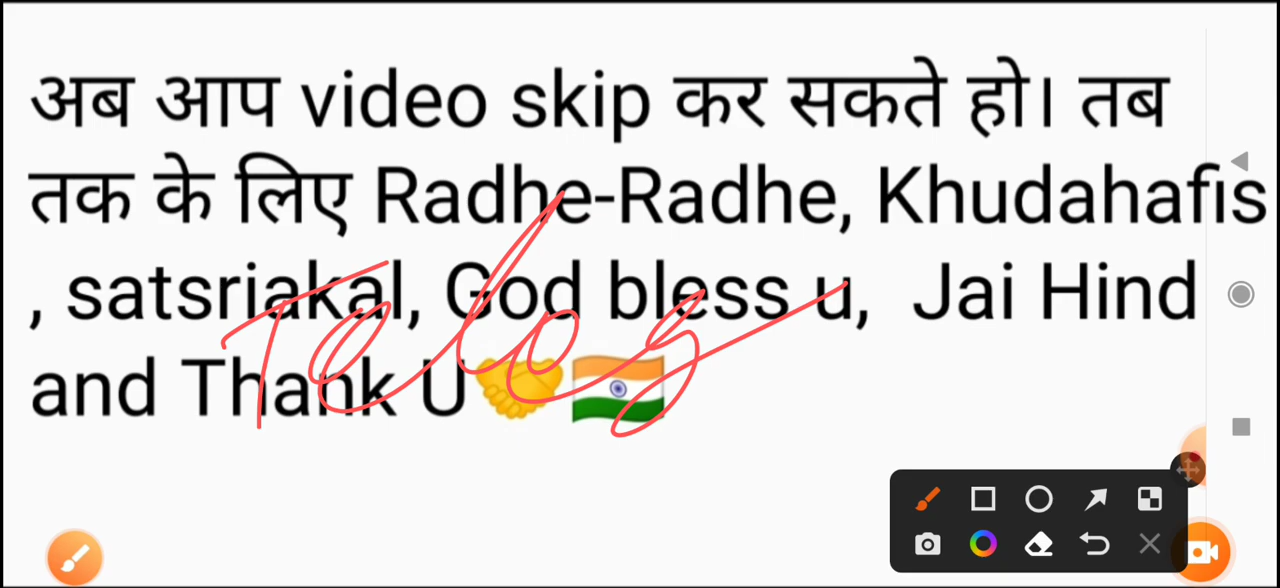 अब आप video skip कर सकते हो। तब
तक के लिए Radhe-Radhe, Khudahafis
, satsriakal, God bless u, Jai Hind
and Thank U🤝🇮🇳